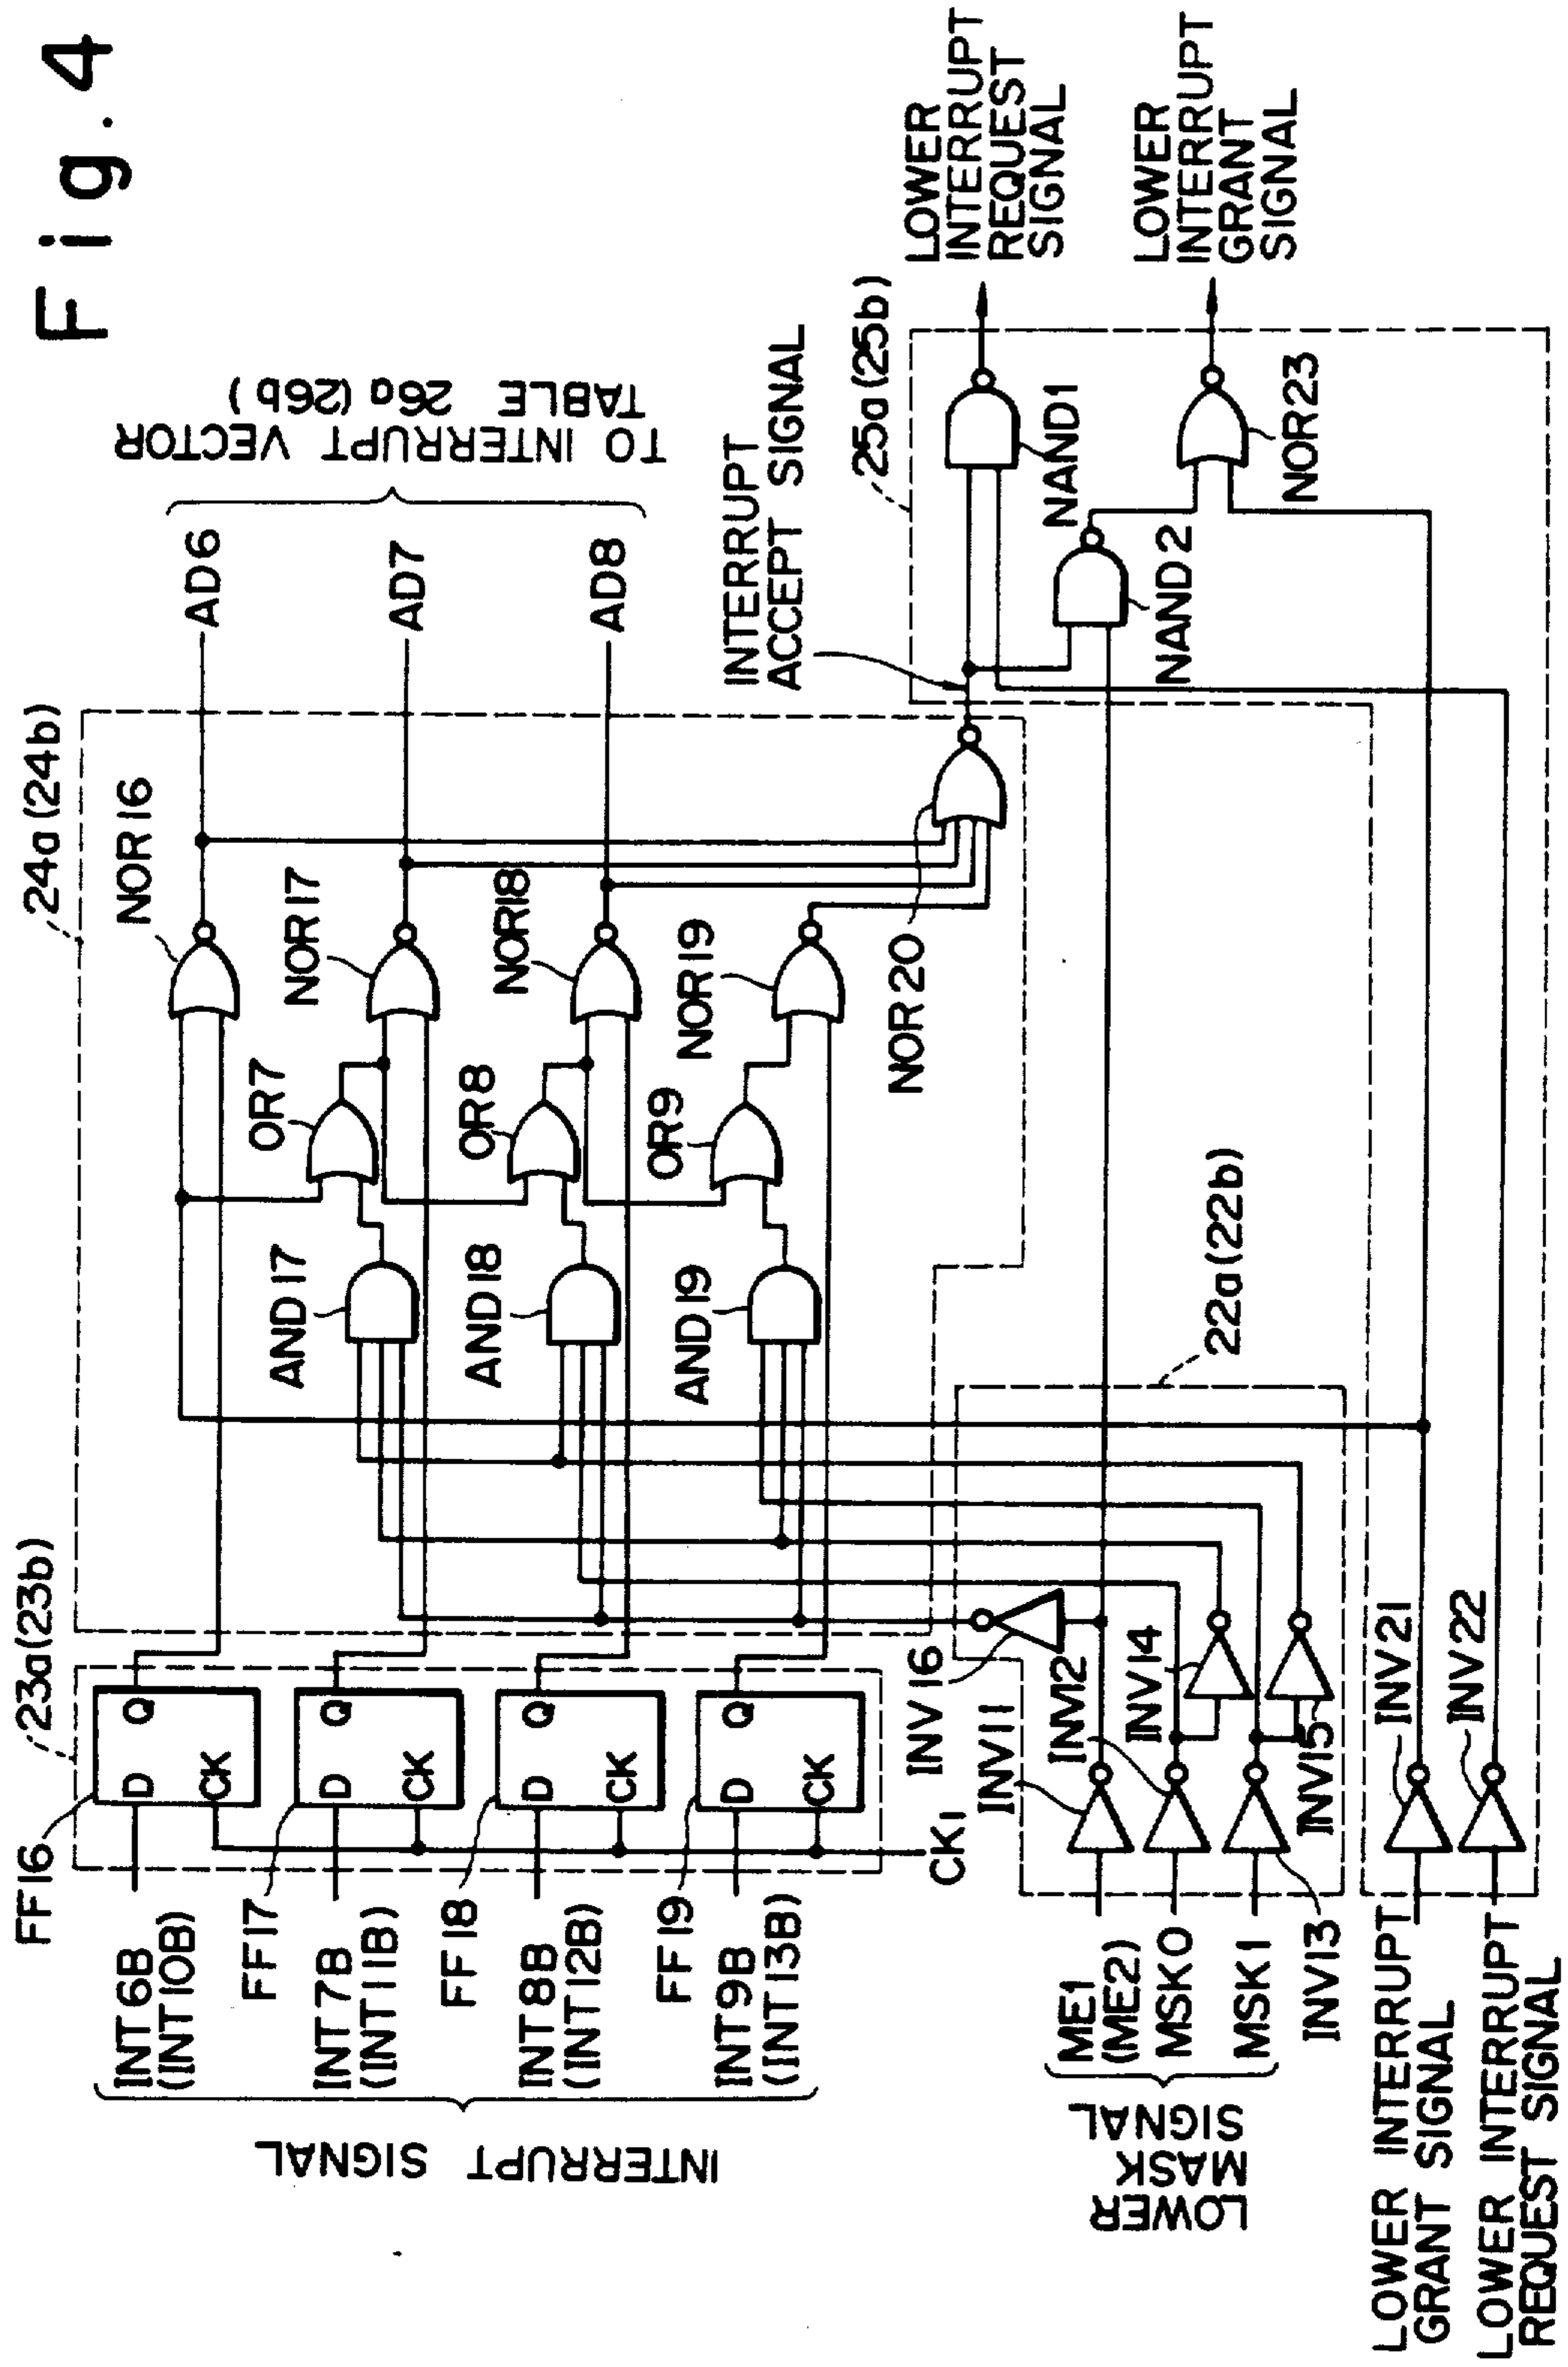 Fig. 4
24a(24b)
NOR16
AD6
TO INTERRUPT VECTOR
TABLE 26a(26b)
23a(23b)
FF16
D
Q
CK
INT6B
(INT10B)
OR7
NOR17
AD7
AND17
FF17
D
Q
CK
INT7B
(INT11B)
OR8
NOR18
AD8
AND18
FF18
D
Q
CK
INT8B
(INT12B)
OR9
NOR19
AND19
FF19
D
Q
CK
INT9B
(INT13B)
INTERRUPT SIGNAL
CK1
NOR20
INTERRUPT
ACCEPT SIGNAL
25a(25b)
LOWER
INTERRUPT
REQUEST
SIGNAL
NAND1
NAND2
NOR23
LOWER
INTERRUPT
GRANT
SIGNAL
22a(22b)
INV16
INV11
INV12
INV14
INV15
INV13
ME1
(ME2)
MSK0
MSK1
LOWER
MASK
SIGNAL
INV21
INV22
LOWER INTERRUPT
GRANT SIGNAL
LOWER INTERRUPT
REQUEST SIGNAL